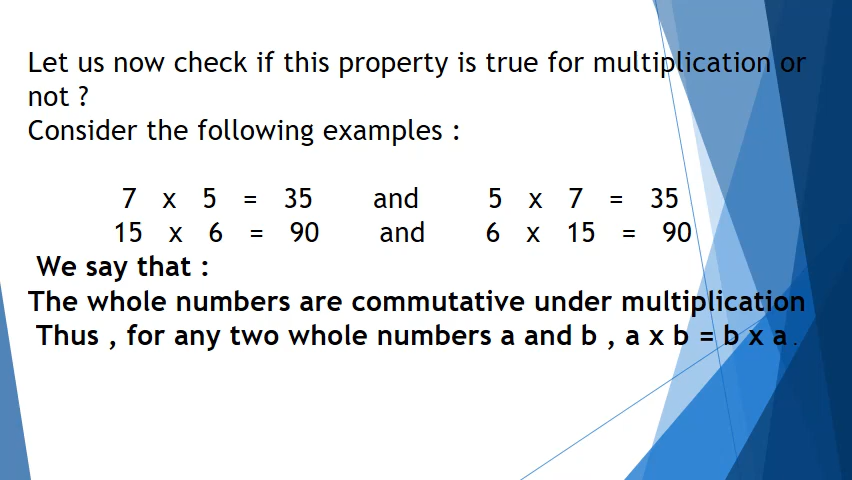 Let us now check if this property is true for multiplication or
not ?
Consider the following examples :
7 x 5 = 35 and 5 x 7 = 35
15 x 6 = 90 and 6 x 15 = 90
We say that :
The whole numbers are commutative under multiplication
Thus , for any two whole numbers a and b , a x b = b x a .